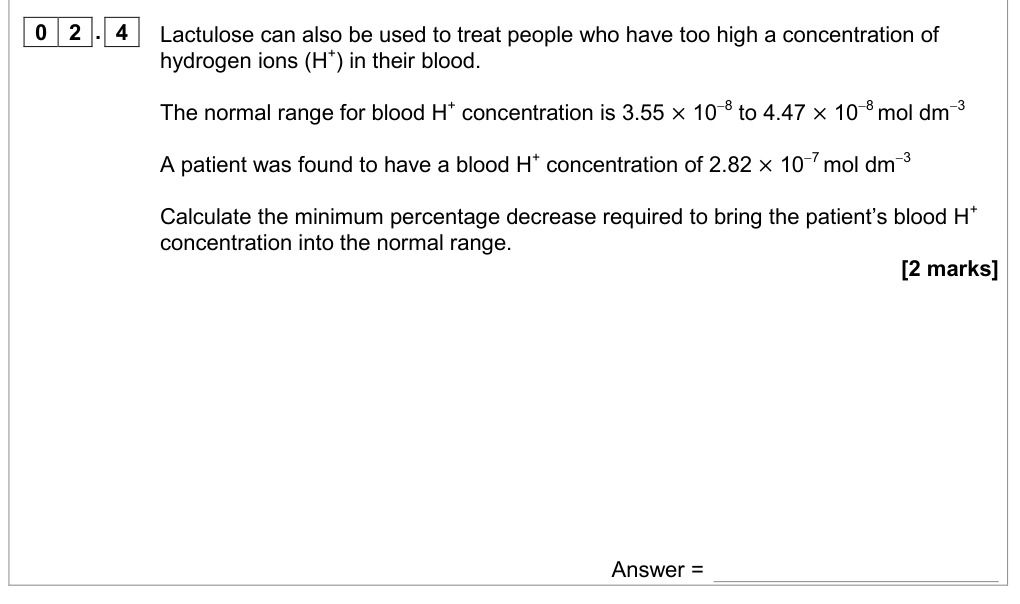 02.4 Lactulose can also be used to treat people who have too high a concentration of
hydrogen ions (H⁺) in their blood.
The normal range for blood H⁺ concentration is 3.55 × 10⁻⁸ to 4.47 × 10⁻⁸ mol dm⁻³
A patient was found to have a blood H⁺ concentration of 2.82 × 10⁻⁷ mol dm⁻³
Calculate the minimum percentage decrease required to bring the patient’s blood H⁺
concentration into the normal range.
[2 marks]
Answer =